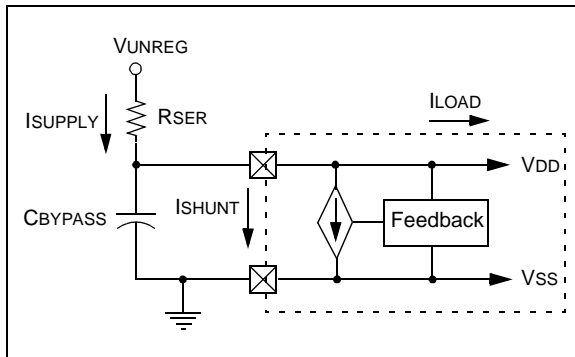 VUNREG
ILOAD
ISUPPLY
RSER
VDD
CBYPASS
ISHUNT
Feedback
VSS